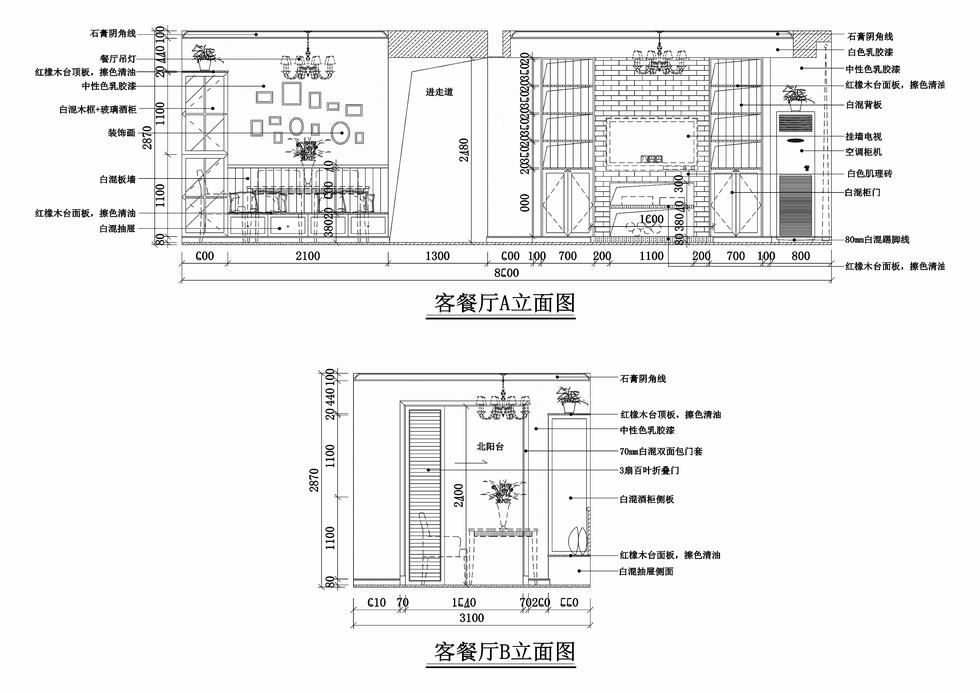 石膏阴角线
餐厅吊灯
红橡木台顶板，擦色清油
中性色乳胶漆
白混木框+玻璃酒柜
装饰画
白混板墙
红橡木台面板，擦色清油
白混抽屉
100
440
20
1100
1100
80
2870
进走道
2480
380
20
300
1600
380
80
石膏阴角线
白色乳胶漆
中性色乳胶漆
红橡木台面板，擦色清油
白混背板
挂墙电视
空调柜机
白色肌理砖
白混柜门
80mm白混踢脚线
红橡木台面板，擦色清油
600 2100 1300 600 100 700 200 1100 200 700 100 800
8600
客餐厅A立面图
石膏阴角线
红橡木台顶板，擦色清油
中性色乳胶漆
70mm白混双面包门套
3扇百叶折叠门
白混酒柜侧板
红橡木台面板，擦色清油
白混抽屉侧面
100
440
20
1100
1100
80
2870
北阳台
2400
610 70 1640 70 260 550
3100
客餐厅B立面图